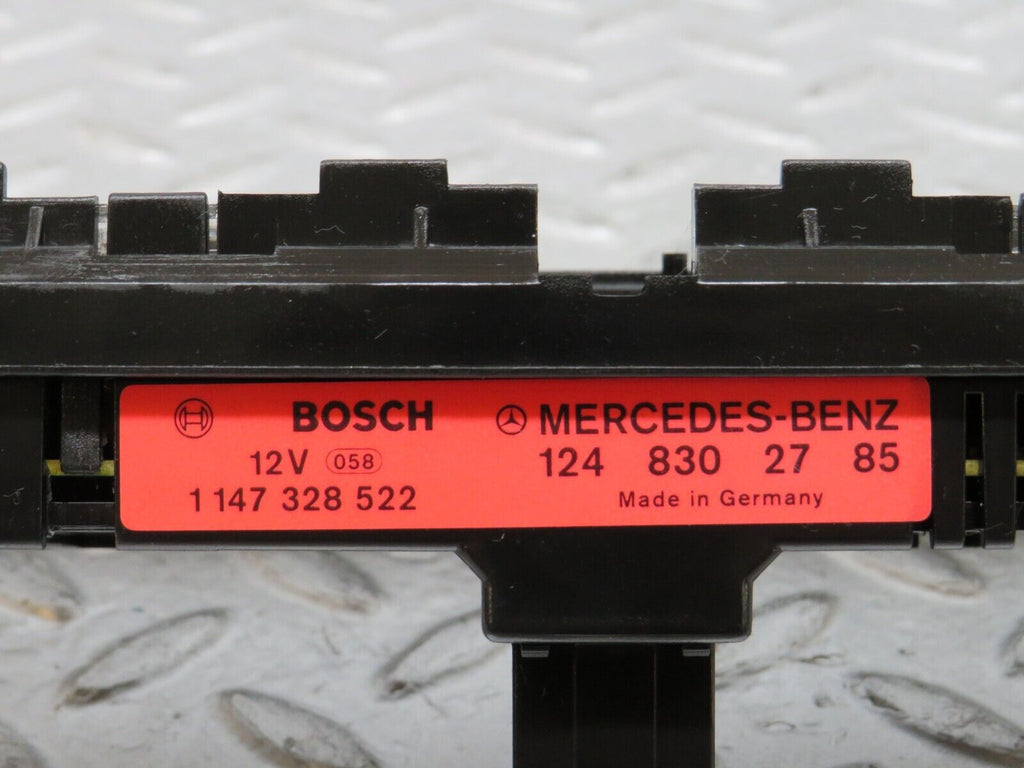 BOSCH
12V 058
1 147 328 522
MERCEDES-BENZ
124 830 27 85
Made in Germany